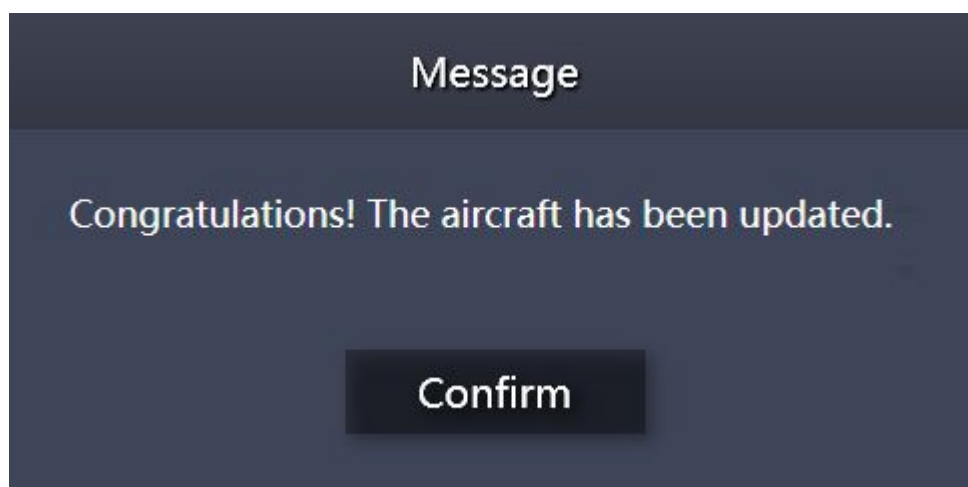 Message
Congratulations! The aircraft has been updated.
Confirm